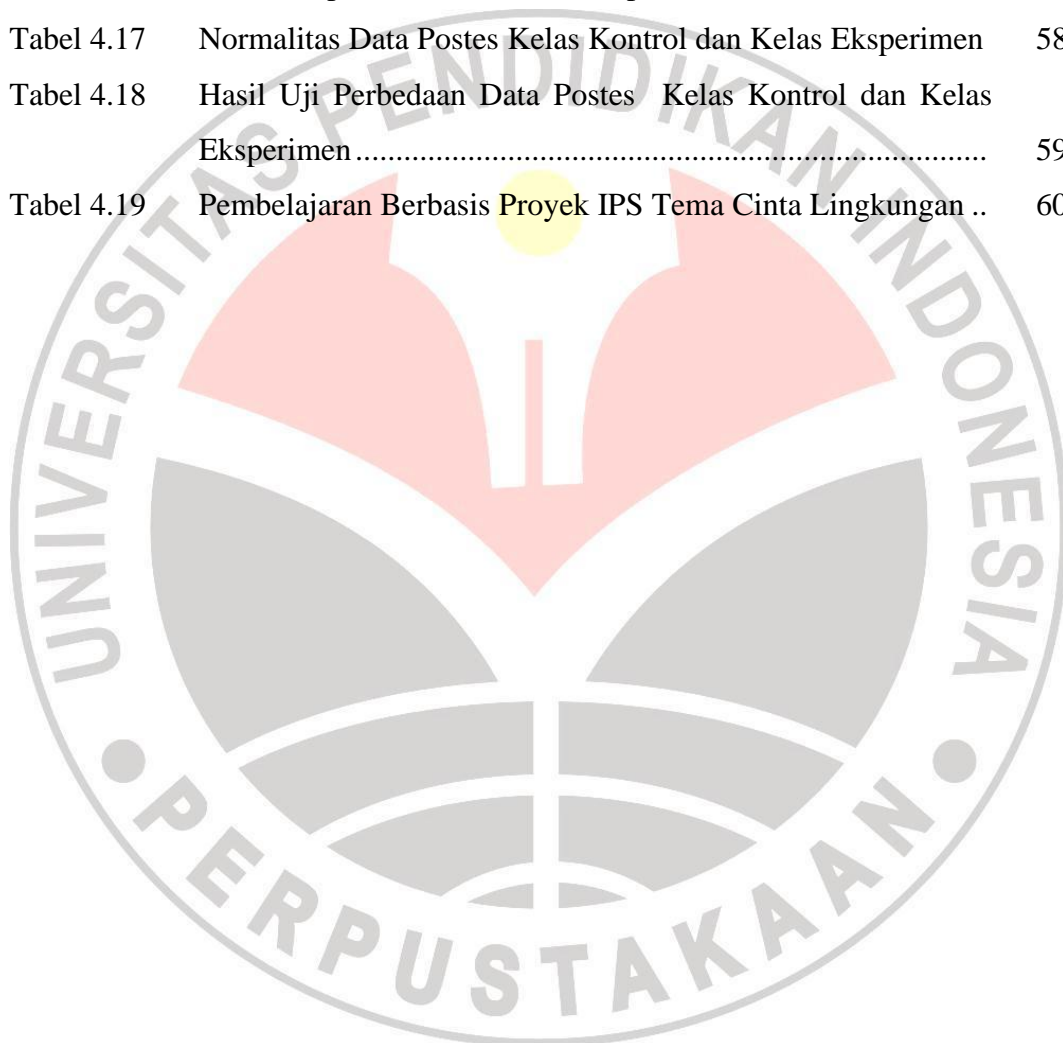 Tabel 4.17 Normalitas Data Postes Kelas Kontrol dan Kelas Eksperimen 58
Tabel 4.18 Hasil Uji Perbedaan Data Postes Kelas Kontrol dan Kelas
Eksperimen ............................................................................... 59
Tabel 4.19 Pembelajaran Berbasis Proyek IPS Tema Cinta Lingkungan .. 60
UNIVERSITAS PENDIDIKAN INDONESIA
PERPUSTAKAAN